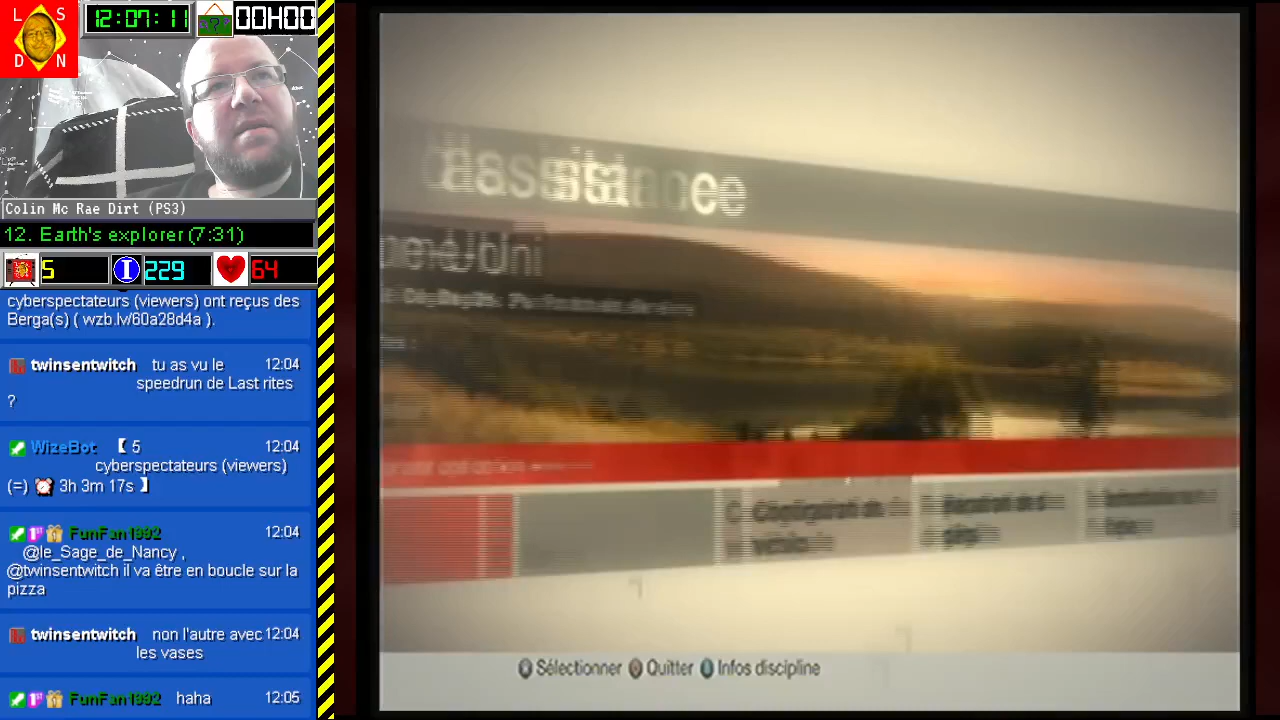 L S
D N
12:07:11
?
00H00
Colin Mc Rae Dirt (PS3)
12. Earth's explorer (7:31)
5
229
64
cyberspectateurs (viewers) ont reçus des
Berga(s) ( wzb.lv/60a28d4a ).
twinsentwitch tu as vu le 12:04
speedrun de Last rites
?
WizeBot 5 12:04
cyberspectateurs (viewers)
(=) 3h 3m 17s
FunFan1992 12:04
@le_Sage_de_Nancy ,
@twinsentwitch il va être en boucle sur la
pizza
twinsentwitch non l'autre avec 12:04
les vases
FunFan1992 haha 12:05
Sélectionner Quitter Infos discipline